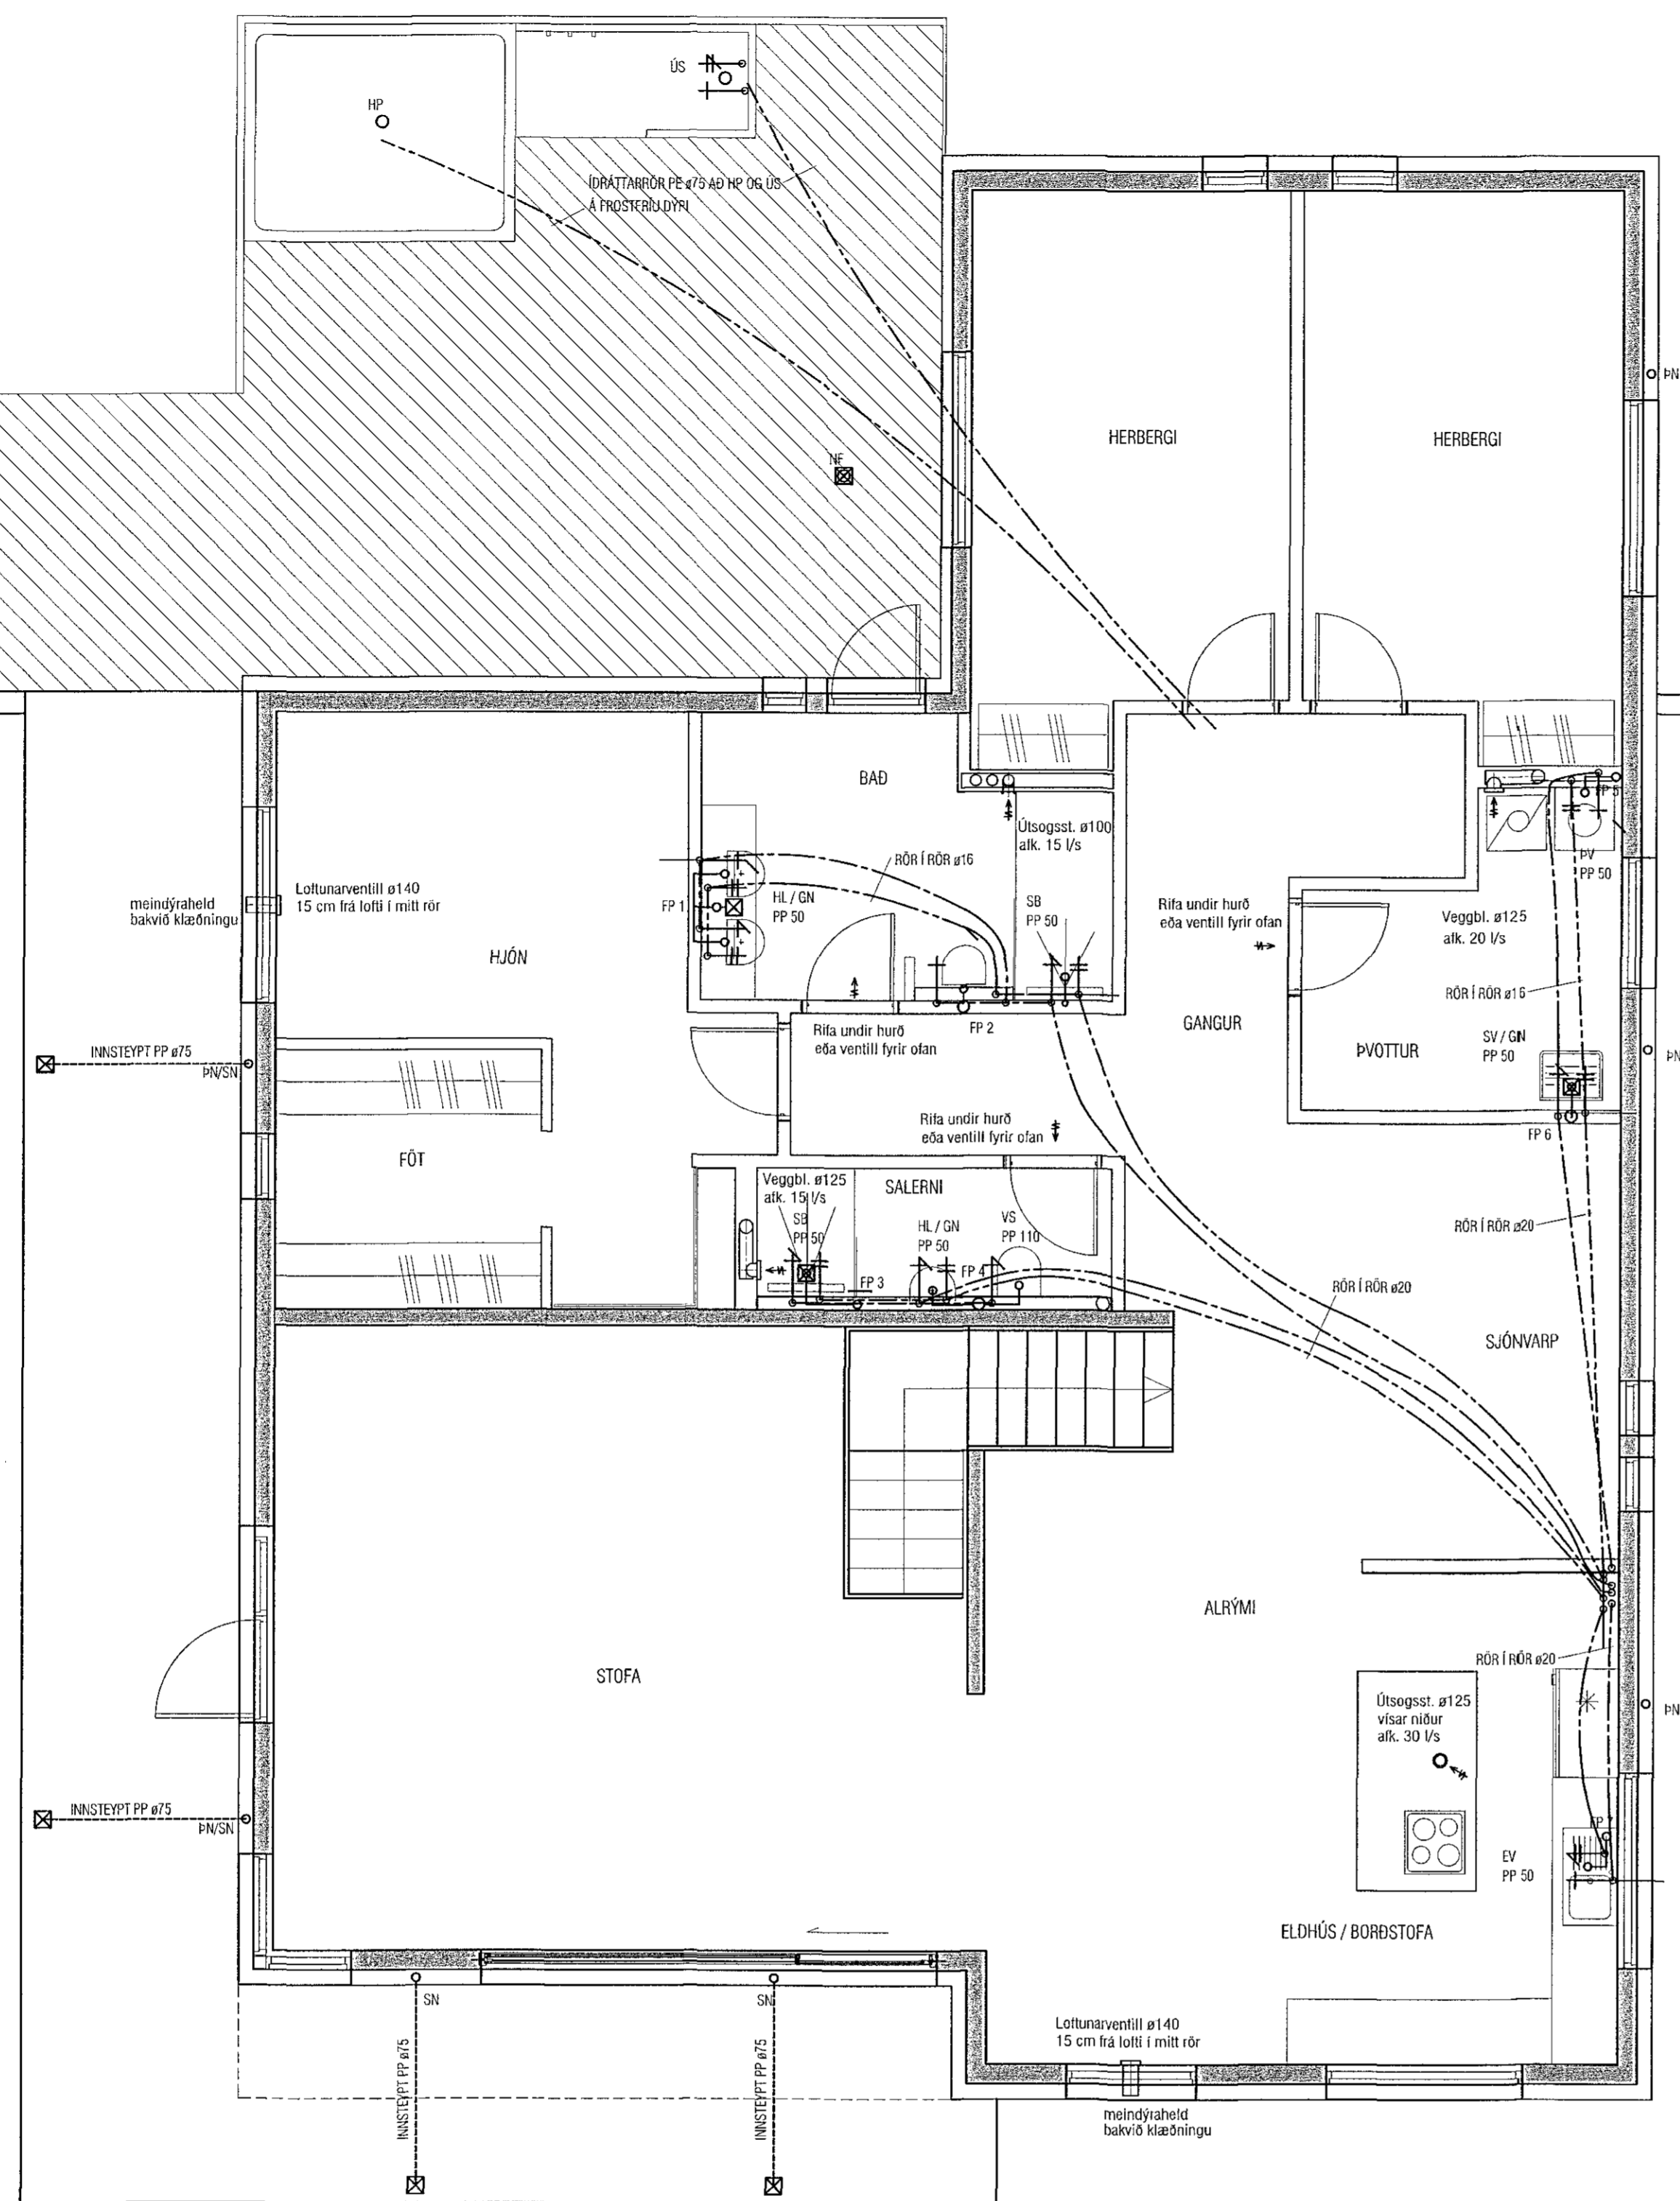 ÚS
HP
ÍDRÁTTARRÖR PE ø75 AÐ HP OG ÚS
Á FROSTFRÍU DÝPI
ÞN
HERBERGI
HERBERGI
NF
BAÐ
FP 5
Útsogsst. ø100
afk. 15 l/s
RÖR Í RÖR ø16
ÞV
PP 50
Loftunarventill ø140
15 cm frá lofti í mitt rör
meindýraheld
bakvið klæðningu
FP 1
HL / GN
PP 50
SB
PP 50
Rifa undir hurð
eða ventill fyrir ofan
Veggbl. ø125
afk. 20 l/s
HJÓN
RÖR Í RÖR ø16
GANGUR
Rifa undir hurð
eða ventill fyrir ofan
FP 2
SV / GN
PP 50
ÞVOTTUR
INNSTEYPT PP ø75
ÞN/SN
ÞN
Rifa undir hurð
eða ventill fyrir ofan
FP 6
FÖT
Veggbl. ø125
afk. 15 l/s
SALERNI
SB
PP 50
HL / GN
PP 50
VS
PP 110
RÖR Í RÖR ø20
FP 3
FP 4
RÖR Í RÖR ø20
SJÓNVARP
ALRÝMI
STOFA
RÖR Í RÖR ø20
Útsogsst. ø125
vísar niður
afk. 30 l/s
ÞN
INNSTEYPT PP ø75
ÞN/SN
FP
EV
PP 50
ELDHÚS / BORÐSTOFA
SN
SN
INNSTEYPT PP ø75
INNSTEYPT PP ø75
Loftunarventill ø140
15 cm frá lofti í mitt rör
meindýraheld
bakvið klæðningu